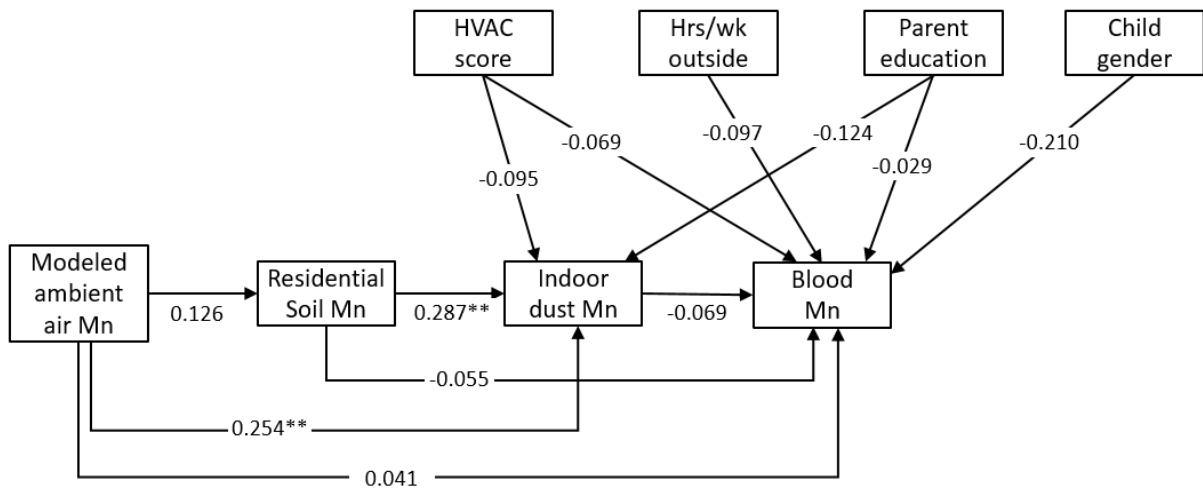 HVAC
score
Hrs/wk
outside
Parent
education
Child
gender
-0.069
-0.097
-0.124
-0.210
-0.029
-0.095
Modeled
ambient
air Mn
Residential
Soil Mn
Indoor
dust Mn
Blood
Mn
0.126
0.287**
-0.069
-0.055
0.254**
0.041